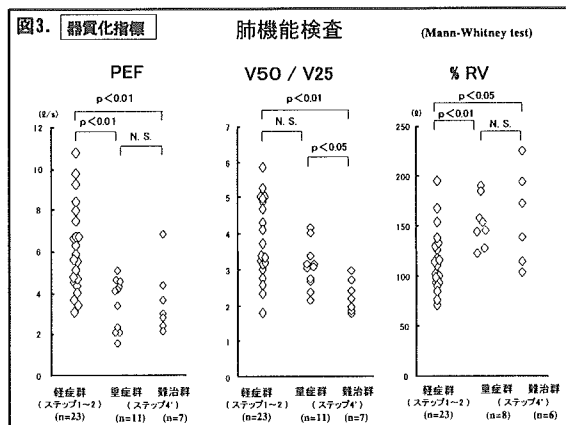 図3. 器質化指標 肺機能検査 (Mann-Whitney test)
PEF
(ℓ/s)
p<0.01
p<0.01
N. S.
12
10
8
6
4
2
0
軽症群 重症群 難治群
(ステップ1~2) (ステップ4')
(n=23) (n=11) (n=7)
V50 / V25
p<0.01
N. S.
p<0.05
7
6
5
4
3
2
1
0
軽症群 重症群 難治群
(ステップ1~2) (ステップ4')
(n=23) (n=11) (n=7)
% RV
(ℓ)
p<0.05
p<0.01
N. S.
250
200
150
100
50
0
軽症群 重症群 難治群
(ステップ1~2) (ステップ4')
(n=23) (n=8) (n=6)